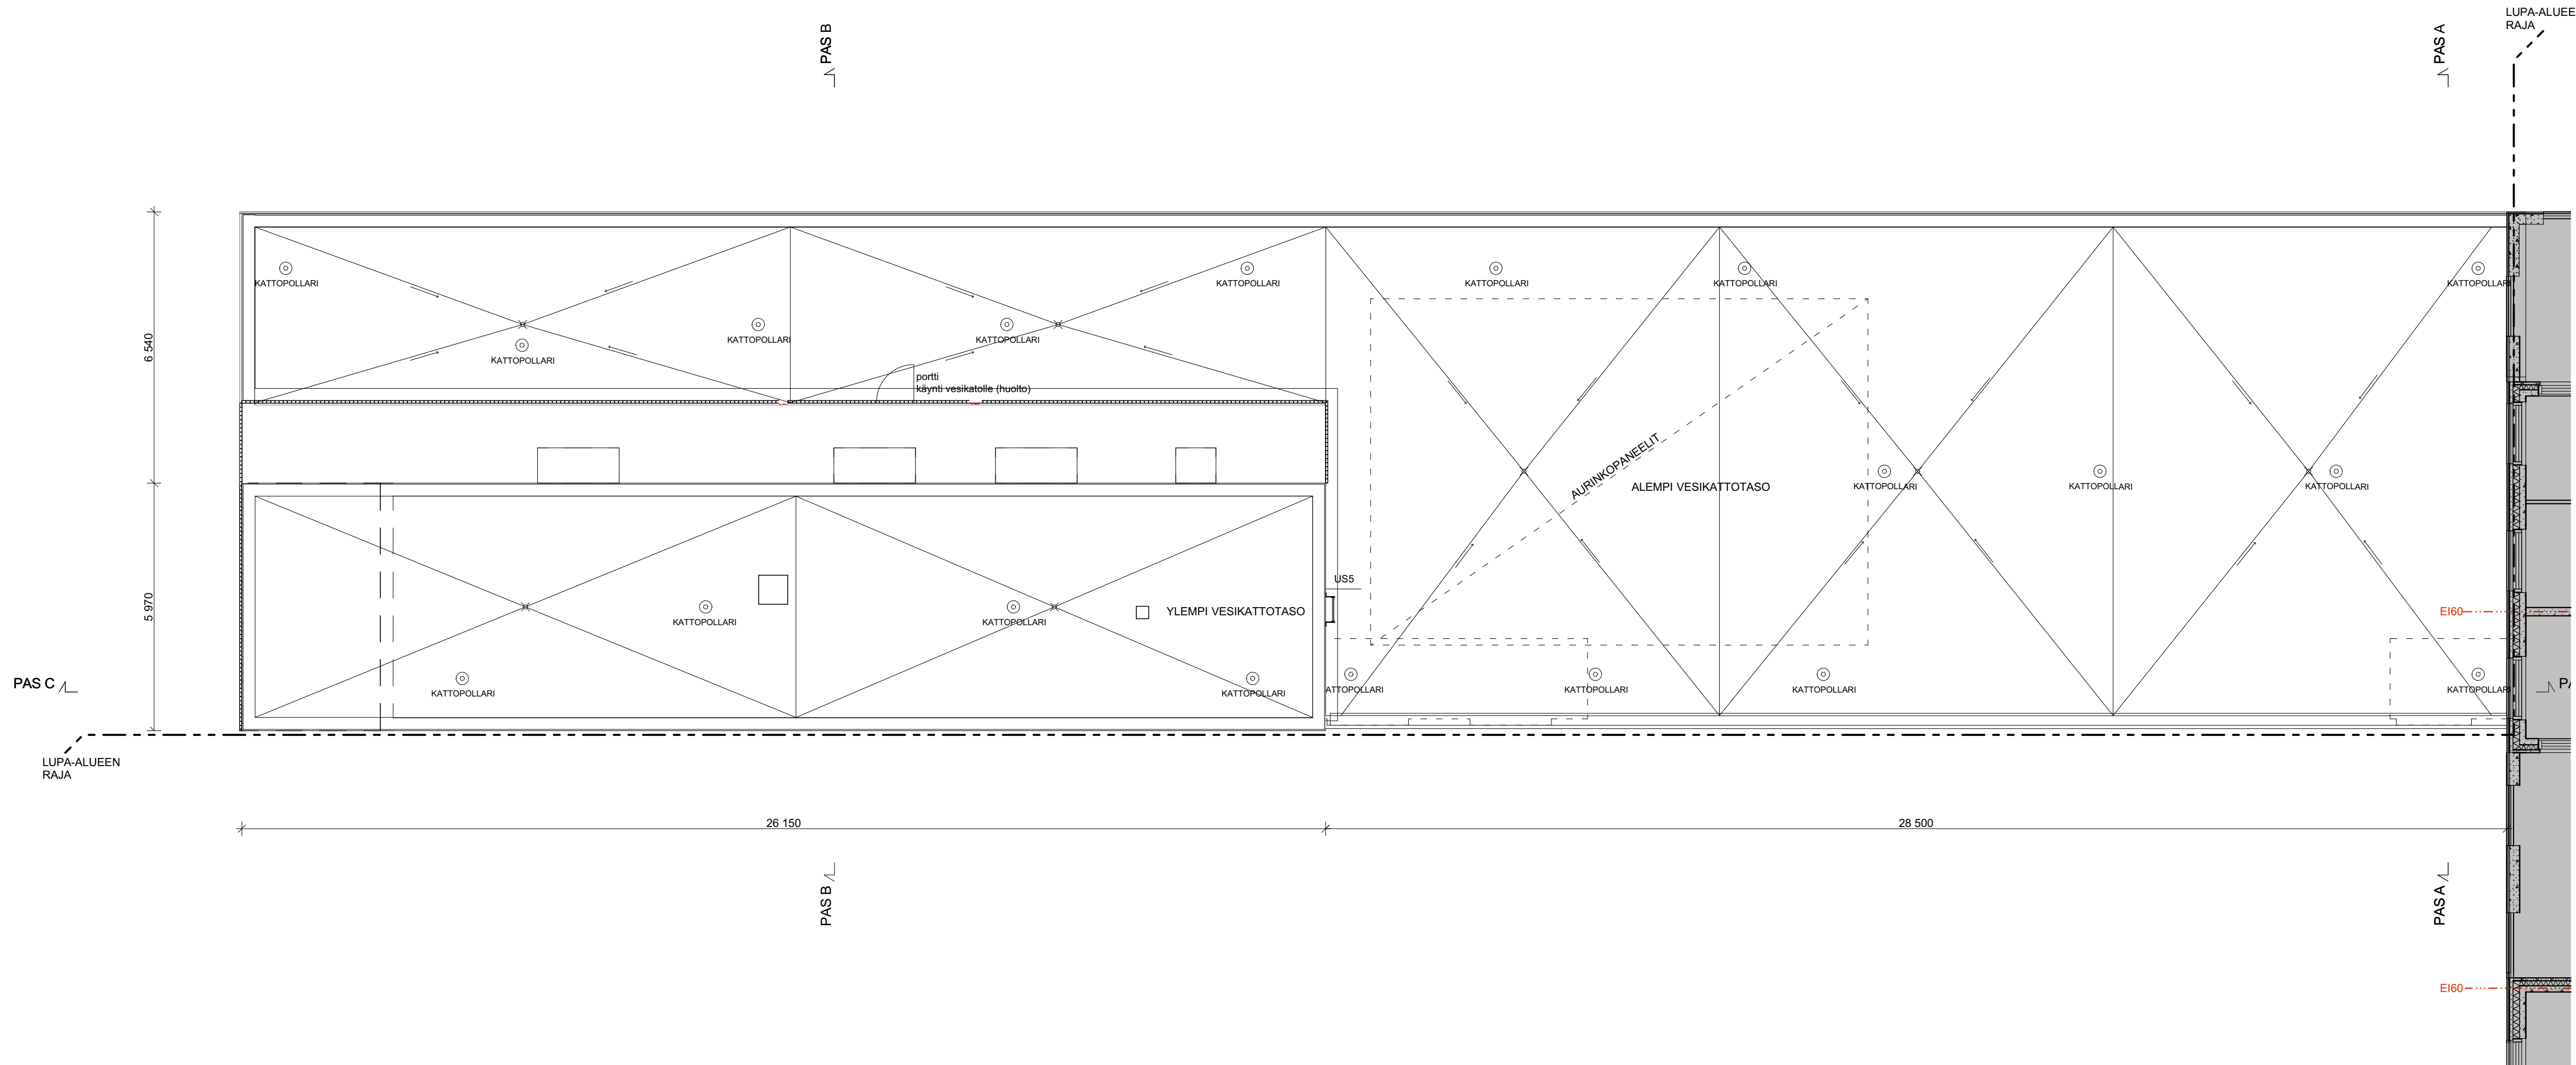 LUPA-ALUEE
RAJA
PAS B
PAS A
KATTOPOLLARI
KATTOPOLLARI
KATTOPOLLARI
KATTOPOLLARI
KATTOPOLLARI
KATTOPOLLARI
KATTOPOLLARI
KATTOPOLLARI
6 540
portti
käynti vesikatolle (huolto)
AURINKOPANEELIT
ALEMPI VESIKATTOTASO
KATTOPOLLARI
KATTOPOLLARI
KATTOPOLLARI
US5
5 970
YLEMPI VESIKATTOTASO
EI60
KATTOPOLLARI
KATTOPOLLARI
PAS C
KATTOPOLLARI
KATTOPOLLARI
ATTOPOLLARI
KATTOPOLLARI
KATTOPOLLARI
KATTOPOLLARI
PA
LUPA-ALUEEN
RAJA
26 150
28 500
PAS B
PAS A
EI60